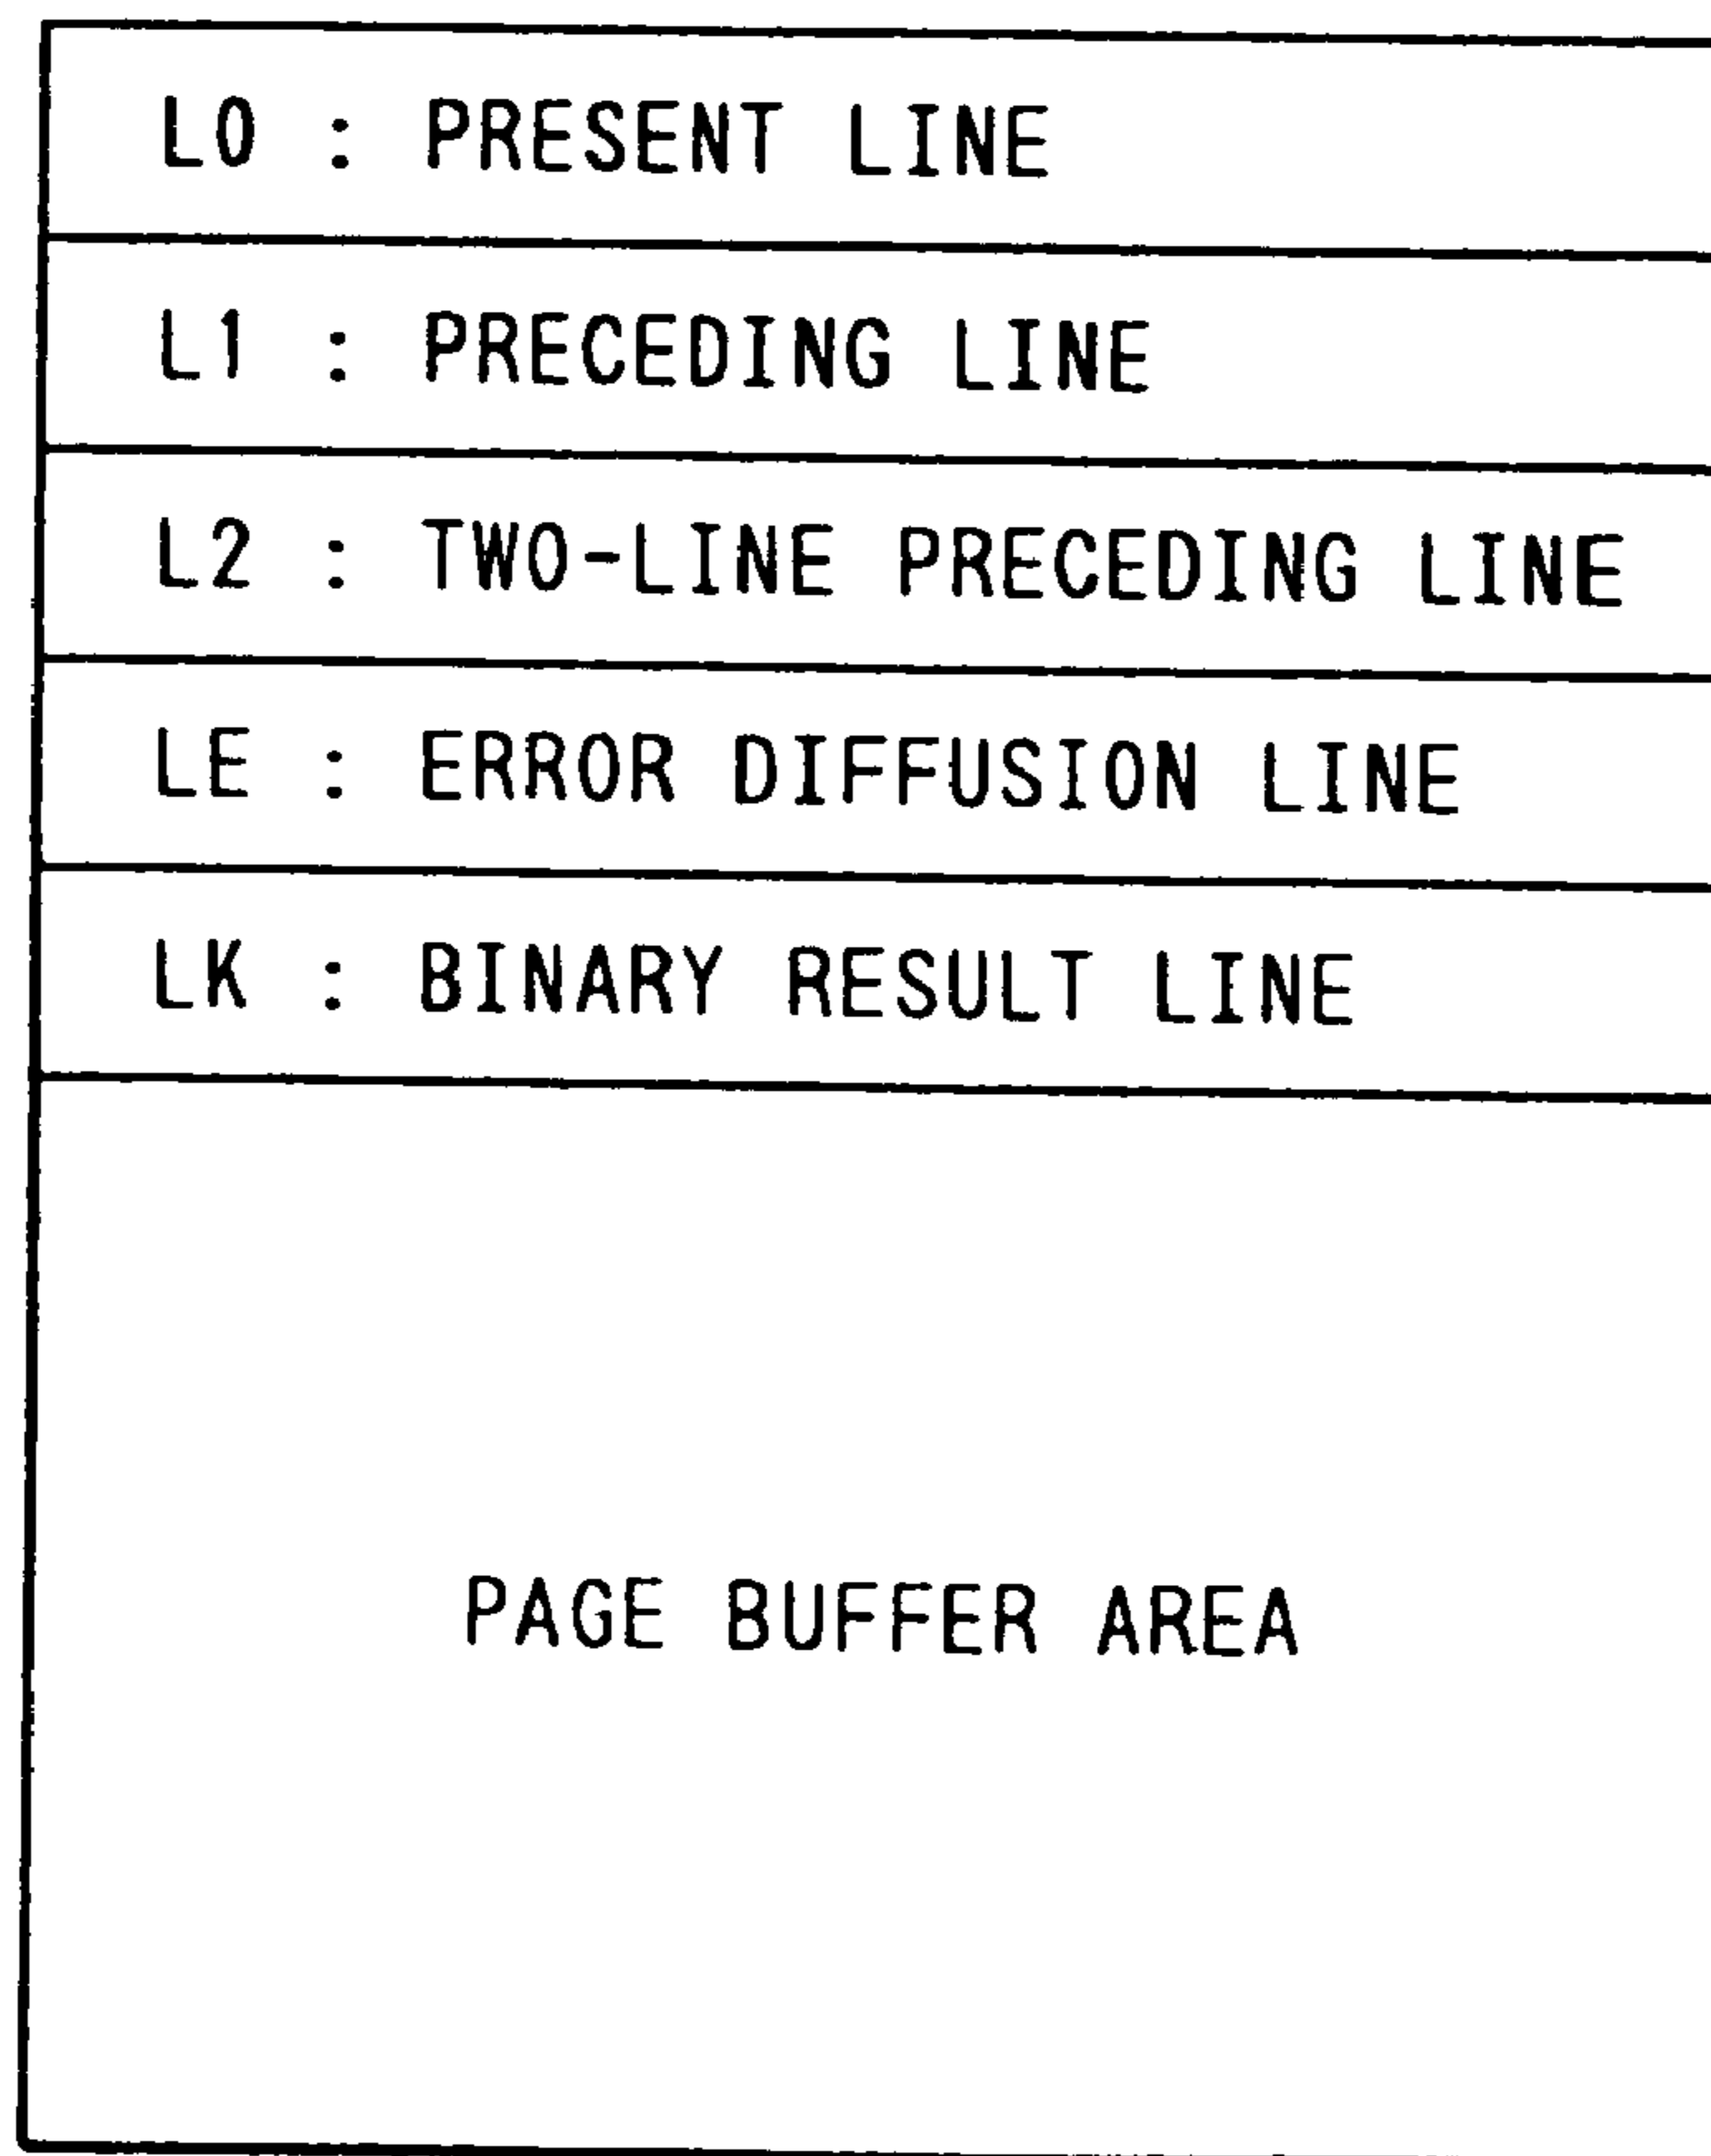 L0 : PRESENT LINE
L1 : PRECEDING LINE
L2 : TWO-LINE PRECEDING LINE
LE : ERROR DIFFUSION LINE
LK : BINARY RESULT LINE
PAGE BUFFER AREA